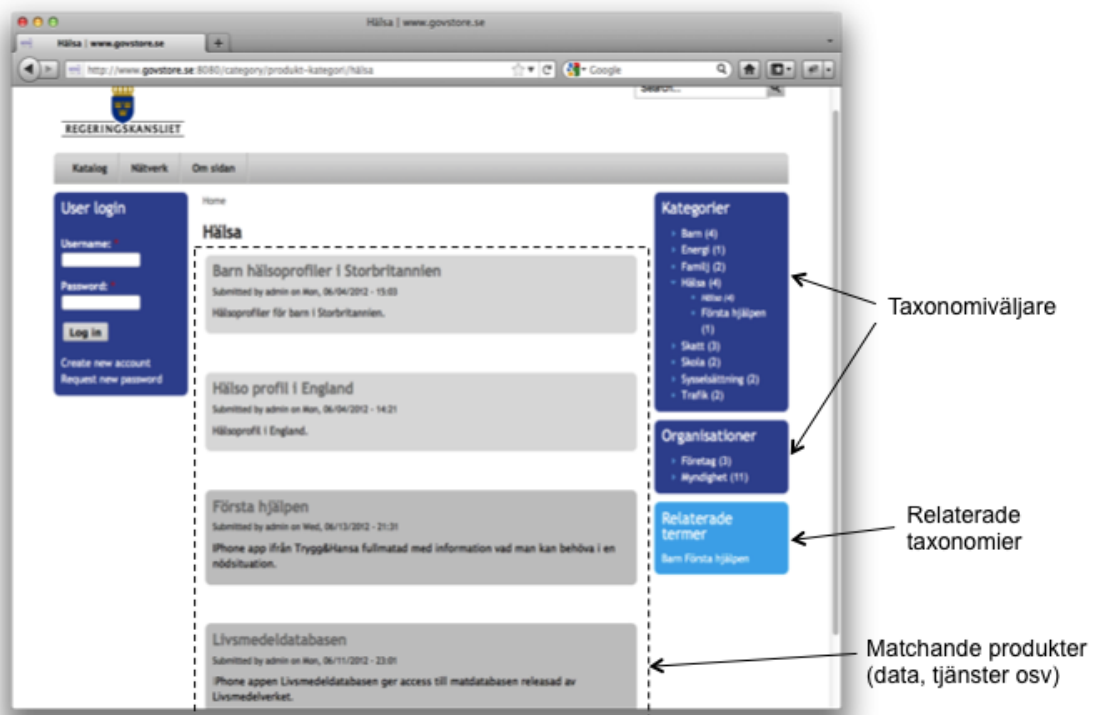 Hälsa | www.govstore.se
Hälsa | www.govstore.se
http://www.govstore.se:8080/category/produkt-kategori/hälsa
Google
Search...
REGERINGSKANSLIET
Katalog Nätverk Om sidan
User login
Username: *
Password: *
Log in
Create new account
Request new password
Home
Hälsa
Barn hälsoprofiler i Storbritannien
Submitted by admin on Mon, 06/04/2012 - 15:03
Hälsoprofiler för barn i Storbritannien.
Hälso profil i England
Submitted by admin on Mon, 06/04/2012 - 14:21
Hälsoprofil i England.
Första hjälpen
Submitted by admin on Wed, 06/13/2012 - 21:31
IPhone app ifrån Trygg&Hansa fullmatad med information vad man kan behöva i en
nödsituation.
Livsmedeldatabasen
Submitted by admin on Mon, 06/11/2012 - 23:01
IPhone appen Livsmedeldatabasen ger access till matdatabasen releasad av
Livsmedelverket.
Kategorier
Barn (4)
Energi (1)
Familj (2)
Hälsa (4)
Hälsa (4)
Första hjälpen
(1)
Skatt (3)
Skola (2)
Sysselsättning (2)
Trafik (2)
Organisationer
Företag (3)
Myndighet (11)
Relaterade
termer
Barn Första hjälpen
Taxonomiväljare
Relaterade
taxonomier
Matchande produkter
(data, tjänster osv)